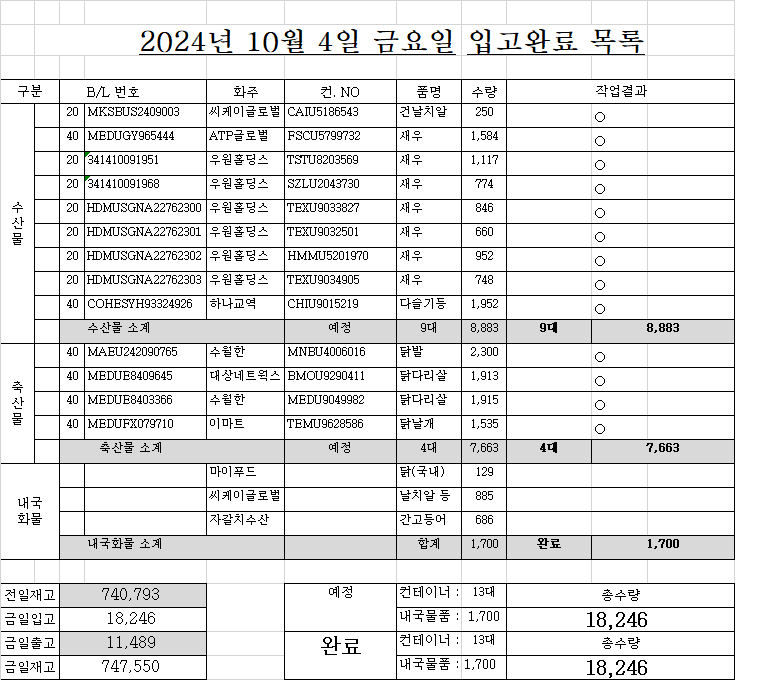 2024년 10월 4일 금요일 입고완료 목록
구분 B/L 번호 화주 컨. NO 품명 수량 작업결과
수산물
20 MKSBUS2409003 씨케이글로벌 CAIU5186543 건날치알 250 ○
40 MEDUGY965444 ATP글로벌 FSCU5799732 새우 1,584 ○
20 341410091951 우원홀딩스 TSTU8203569 새우 1,117 ○
20 341410091968 우원홀딩스 SZLU2043730 새우 774 ○
20 HDMUSGNA22762300 우원홀딩스 TEXU9033827 새우 846 ○
20 HDMUSGNA22762301 우원홀딩스 TEXU9032501 새우 660 ○
20 HDMUSGNA22762302 우원홀딩스 HMMU5201970 새우 952 ○
20 HDMUSGNA22762303 우원홀딩스 TEXU9034905 새우 748 ○
40 COHESYH93324926 하나교역 CHIU9015219 다슬기등 1,952 ○
수산물 소계 예정 9대 8,883 9대 8,883
축산물
40 MAEU242090765 수월한 MNBU4006016 닭발 2,300 ○
40 MEDUE8409645 대상네트웍스 BMOU9290411 닭다리살 1,913 ○
40 MEDUE8403366 수월한 MEDU9049982 닭다리살 1,915 ○
40 MEDUFX079710 이마트 TEMU9628586 닭날개 1,535 ○
축산물 소계 예정 4대 7,663 4대 7,663
내국화물
마이푸드 닭(국내) 129
씨케이글로벌 날치알 등 885
자갈치수산 간고등어 686
내국화물 소계 합계 1,700 완료 1,700
전일재고 740,793 예정 컨테이너 : 13대 총수량
금일입고 18,246 내국물품 : 1,700 18,246
금일출고 11,489 완료 컨테이너 : 13대 총수량
금일재고 747,550 내국물품 : 1,700 18,246